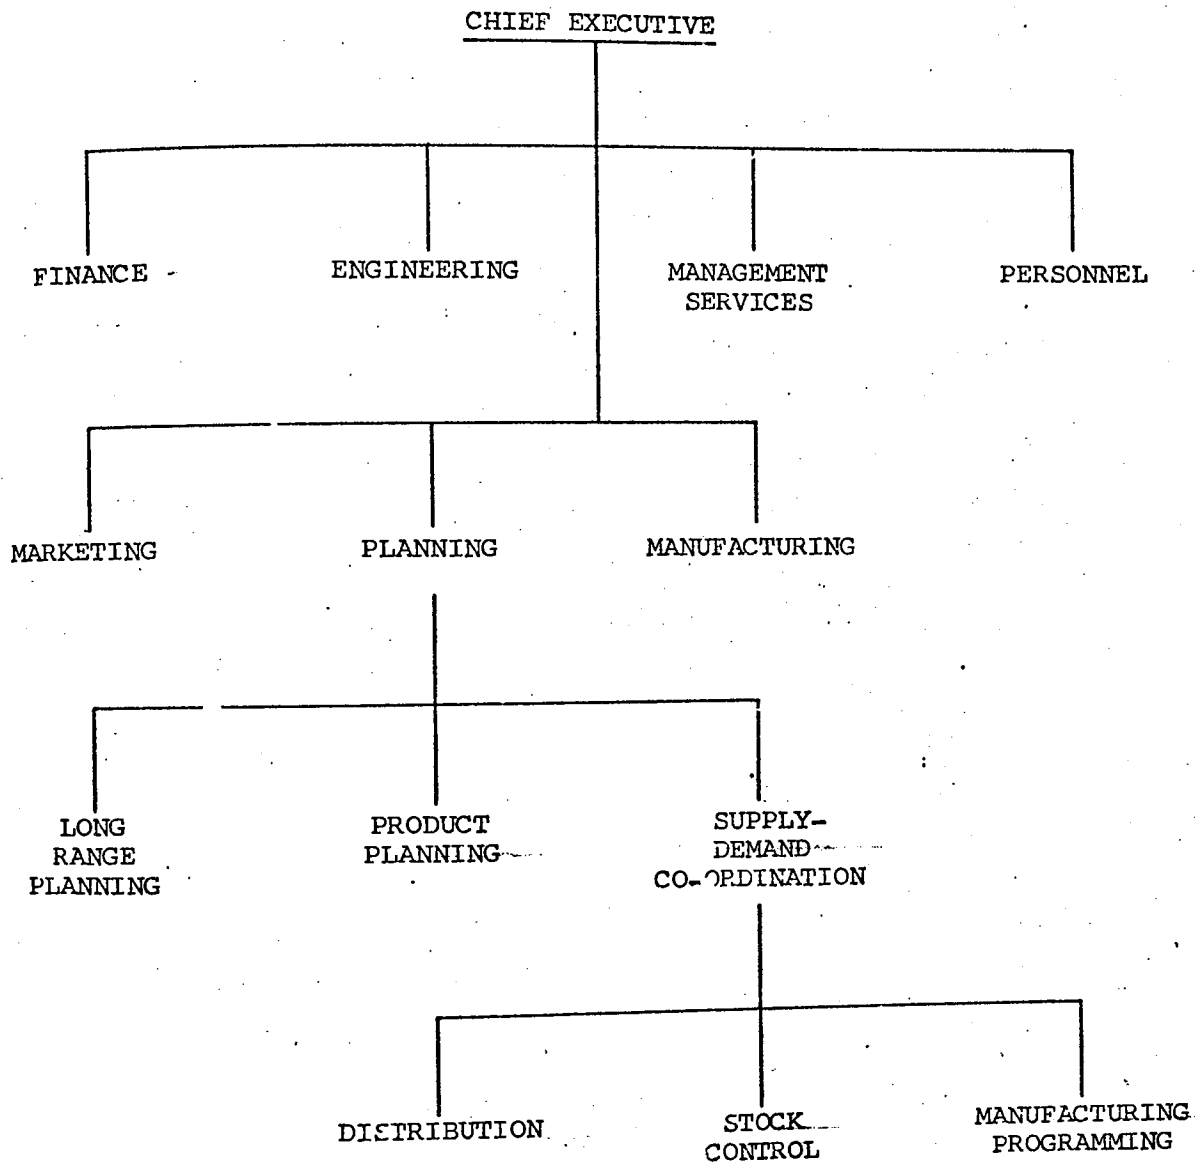 CHIEF EXECUTIVE
FINANCE
ENGINEERING
MANAGEMENT
SERVICES
PERSONNEL
MARKETING
PLANNING
MANUFACTURING
LONG
RANGE
PLANNING
PRODUCT
PLANNING
SUPPLY-
DEMAND
CO-ORDINATION
DISTRIBUTION
STOCK
CONTROL
MANUFACTURING
PROGRAMMING